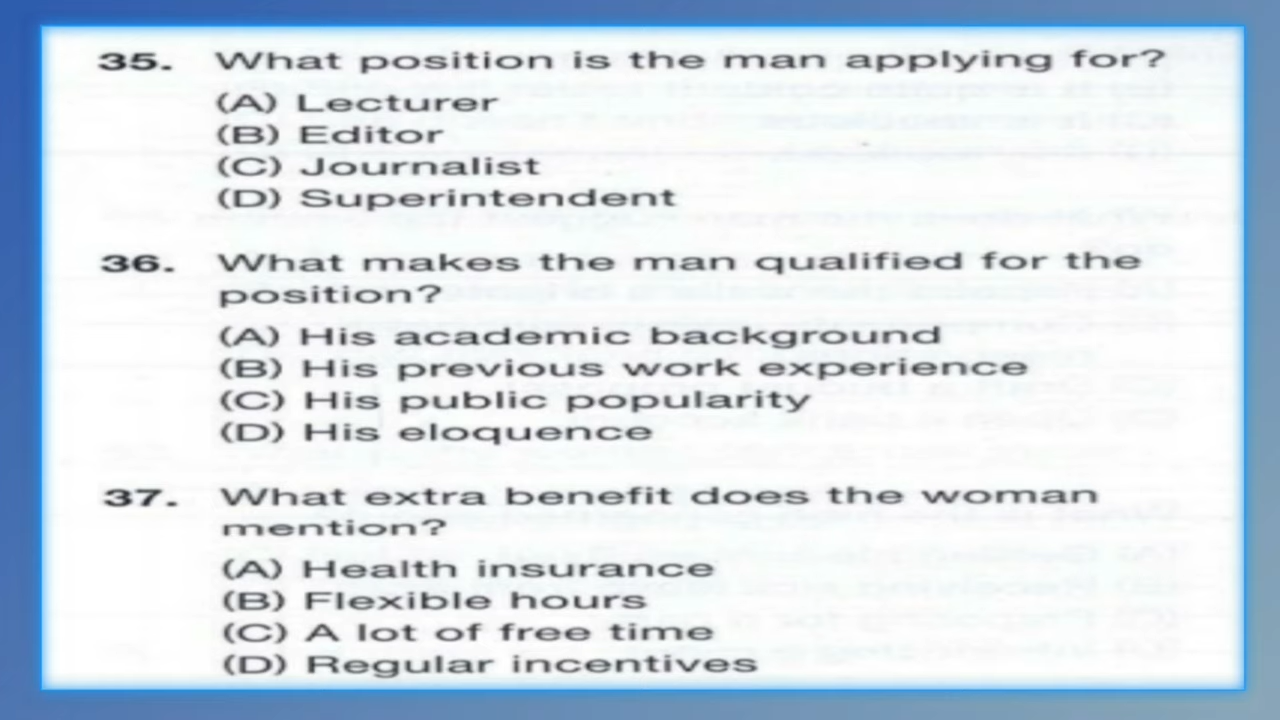 35. What position is the man applying for?
(A) Lecturer
(B) Editor
(C) Journalist
(D) Superintendent
36. What makes the man qualified for the
position?
(A) His academic background
(B) His previous work experience
(C) His public popularity
(D) His eloquence
37. What extra benefit does the woman
mention?
(A) Health insurance
(B) Flexible hours
(C) A lot of free time
(D) Regular incentives